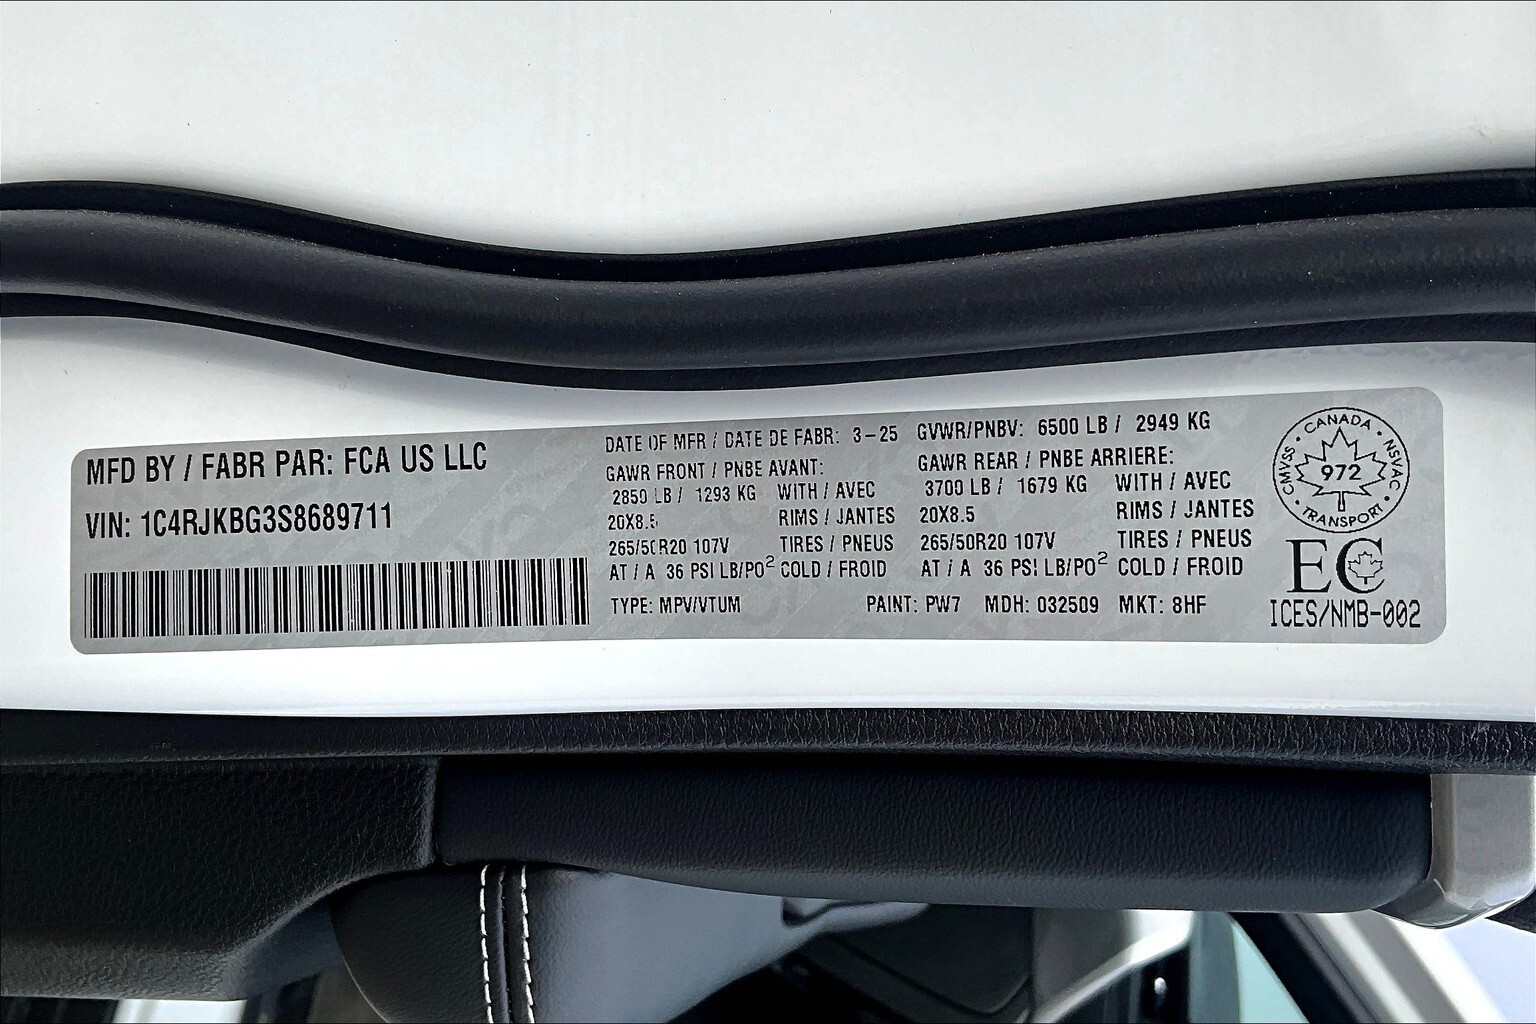 MFD BY / FABR PAR: FCA US LLC
VIN: 1C4RJKBG3S8689711
DATE OF MFR / DATE DE FABR: 3-25
GAWR FRONT / PNBE AVANT:
2850 LB / 1293 KG WITH / AVEC
20X8.5 RIMS / JANTES
265/50R20 107V TIRES / PNEUS
AT / A 36 PSI LB/PO² COLD / FROID
TYPE: MPV/VTUM
GVWR/PNBV: 6500 LB / 2949 KG
GAWR REAR / PNBE ARRIERE:
3700 LB / 1679 KG WITH / AVEC
20X8.5 RIMS / JANTES
265/50R20 107V TIRES / PNEUS
AT / A 36 PSI LB/PO² COLD / FROID
PAINT: PW7 MDH: 032509 MKT: 8HF
CANADA • NSVAC • TRANSPORT • CMVSS •
972
EC
ICES/NMB-002